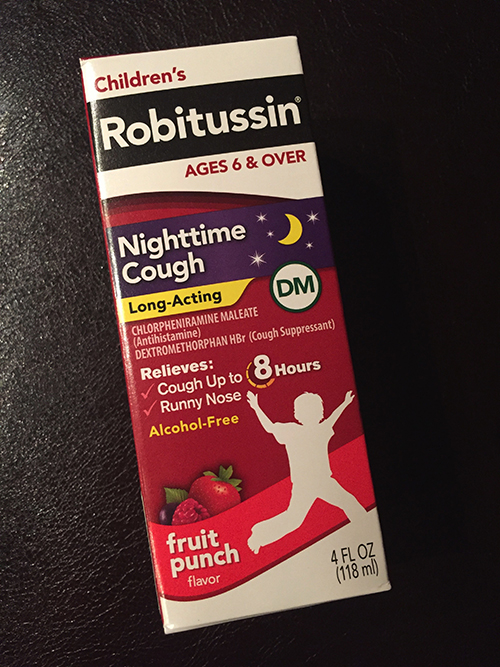 Children's
Robitussin®
AGES 6 & OVER
Nighttime
Cough
Long-Acting
DM
CHLORPHENIRAMINE MALEATE
(Antihistamine)
DEXTROMETHORPHAN HBr (Cough Suppressant)
Relieves:
✓ Cough Up to 8 Hours
✓ Runny Nose
Alcohol-Free
fruit
punch
flavor
4 FL OZ
(118 ml)